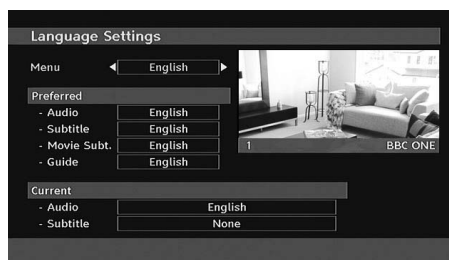 Language Settings
Menu English
Preferred
- Audio English
- Subtitle English
- Movie Subt. English
- Guide English
1 BBC ONE
Current
- Audio English
- Subtitle None